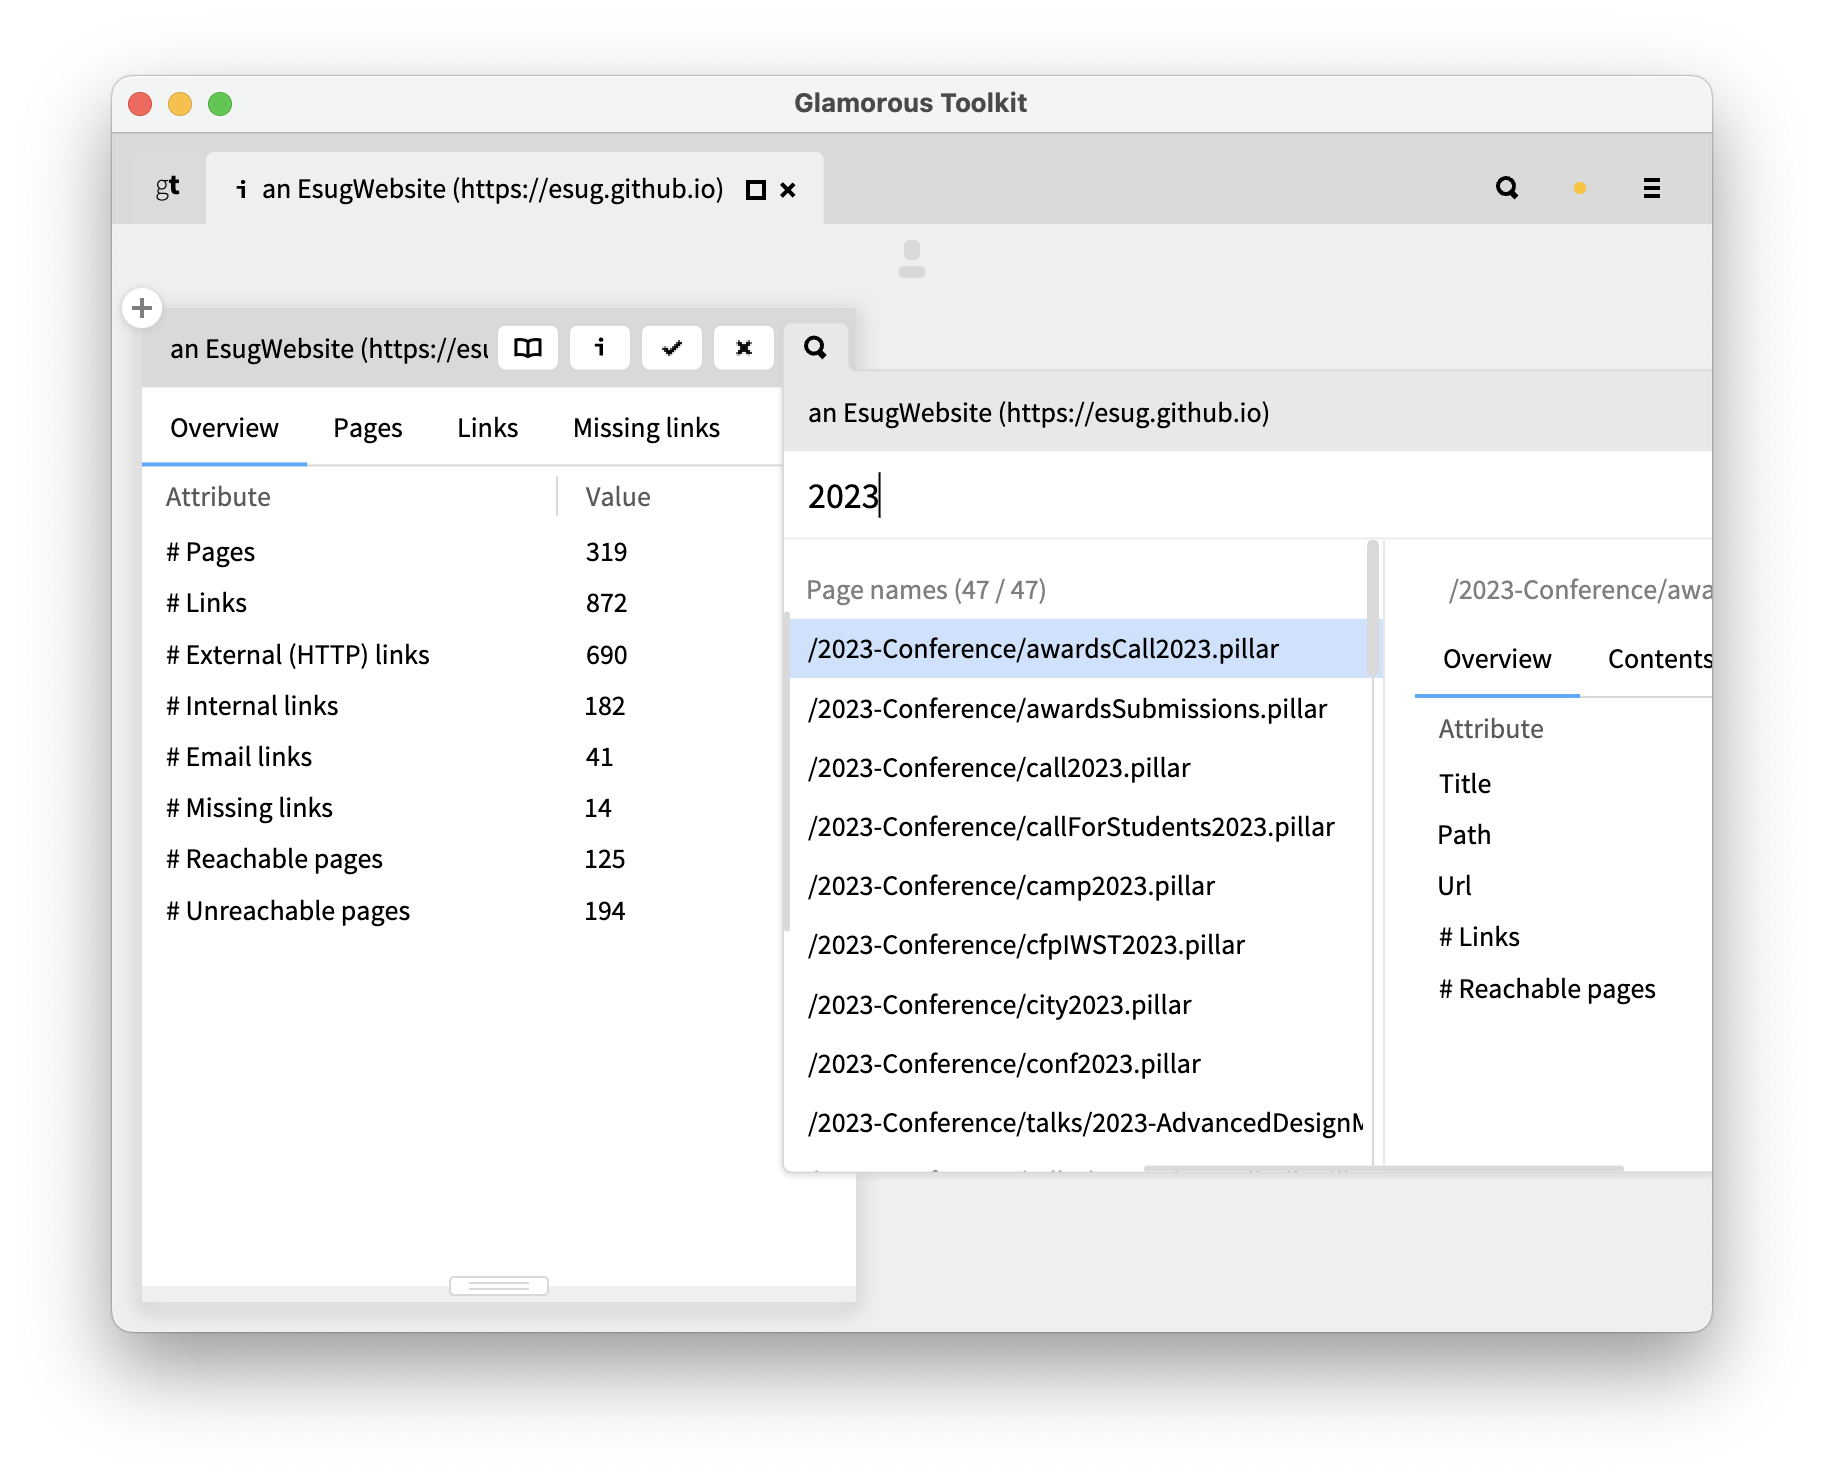 Glamorous Toolkit
gt
i an EsugWebsite (https://esug.github.io)
an EsugWebsite (https://esu
i
Overview Pages Links Missing links
Attribute Value
# Pages 319
# Links 872
# External (HTTP) links 690
# Internal links 182
# Email links 41
# Missing links 14
# Reachable pages 125
# Unreachable pages 194
an EsugWebsite (https://esug.github.io)
2023
Page names (47 / 47)
/2023-Conference/awardsCall2023.pillar
/2023-Conference/awardsSubmissions.pillar
/2023-Conference/call2023.pillar
/2023-Conference/callForStudents2023.pillar
/2023-Conference/camp2023.pillar
/2023-Conference/cfpIWST2023.pillar
/2023-Conference/city2023.pillar
/2023-Conference/conf2023.pillar
/2023-Conference/talks/2023-AdvancedDesignM
/2023-Conference/awa
Overview Contents
Attribute
Title
Path
Url
# Links
# Reachable pages